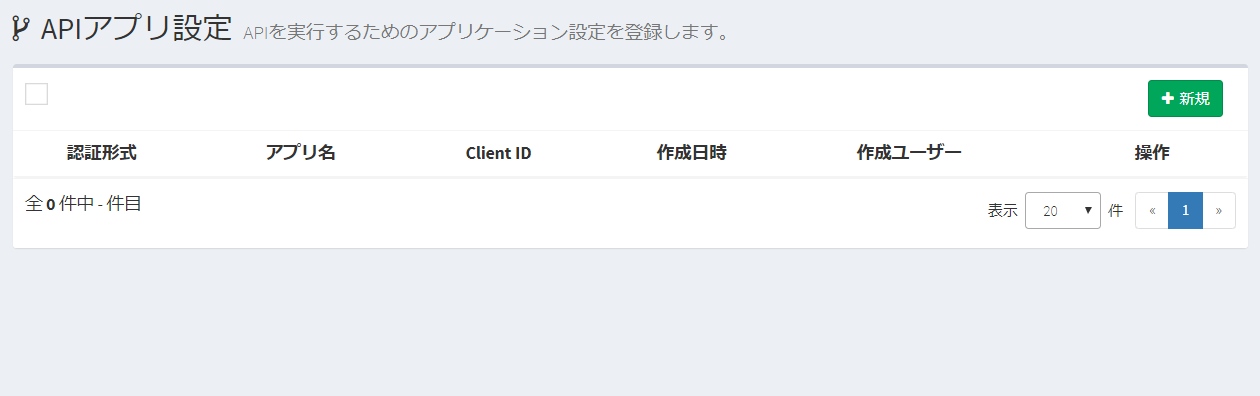 APIアプリ設定 APIを実行するためのアプリケーション設定を登録します。
新規
認証形式 アプリ名 Client ID 作成日時 作成ユーザー 操作
全 0 件中 - 件目
表示 20 件 « 1 »